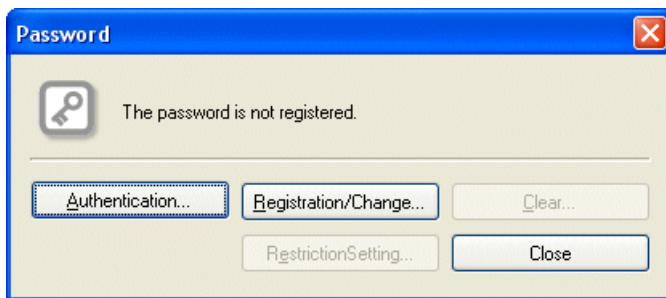 Password
The password is not registered.
Authentication... Registration/Change... Clear...
RestrictionSetting... Close